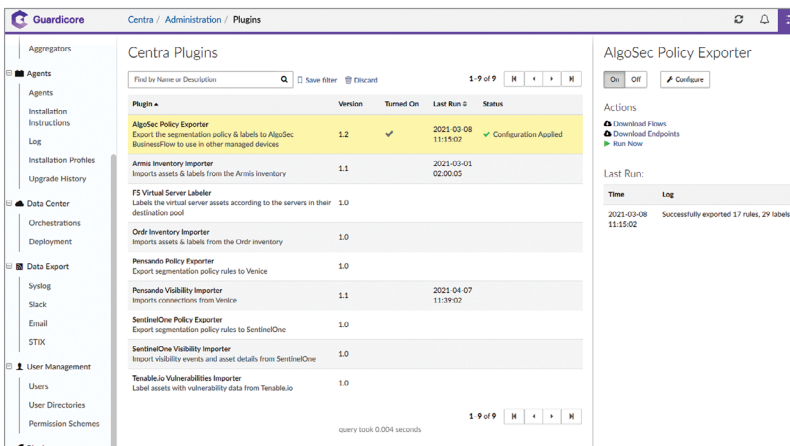 Guardicore
Centra / Administration / Plugins
Aggregators
Agents
Agents
Installation
Instructions
Log
Installation Profiles
Upgrade History
Data Center
Orchestrations
Deployment
Data Export
Syslog
Slack
Email
STIX
User Management
Users
User Directories
Permission Schemes
Centra Plugins
Find by Name or Description
Save filter
Discard
1-9 of 9
Plugin Version Turned On Last Run Status
AlgoSec Policy Exporter
Export the segmentation policy & labels to AlgoSec
BusinessFlow to use in other managed devices
1.2
2021-03-08
11:15:02
Configuration Applied
Armis Inventory Importer
Imports assets & labels from the Armis inventory
1.1
2021-03-01
02:00:05
F5 Virtual Server Labeler
Labels the virtual server assets according to the servers in their
destination pool
1.0
Ordr Inventory Importer
Imports assets & labels from the Ordr inventory
1.0
Pensando Policy Exporter
Export segmentation policy rules to Venice
1.0
Pensando Visibility Importer
Imports connections from Venice
1.1
2021-04-07
11:39:02
SentinelOne Policy Exporter
Export segmentation policy rules to SentinelOne
1.0
SentinelOne Visibility Importer
Import visibility events and asset details from SentinelOne
1.0
Tenable.io Vulnerabilities Importer
Label assets with vulnerability data from Tenable.io
1.0
1-9 of 9
query took 0.004 seconds
AlgoSec Policy Exporter
On Off
Configure
Actions
Download Flows
Download Endpoints
Run Now
Last Run:
Time Log
2021-03-08
11:15:02
Successfully exported 17 rules, 29 labels